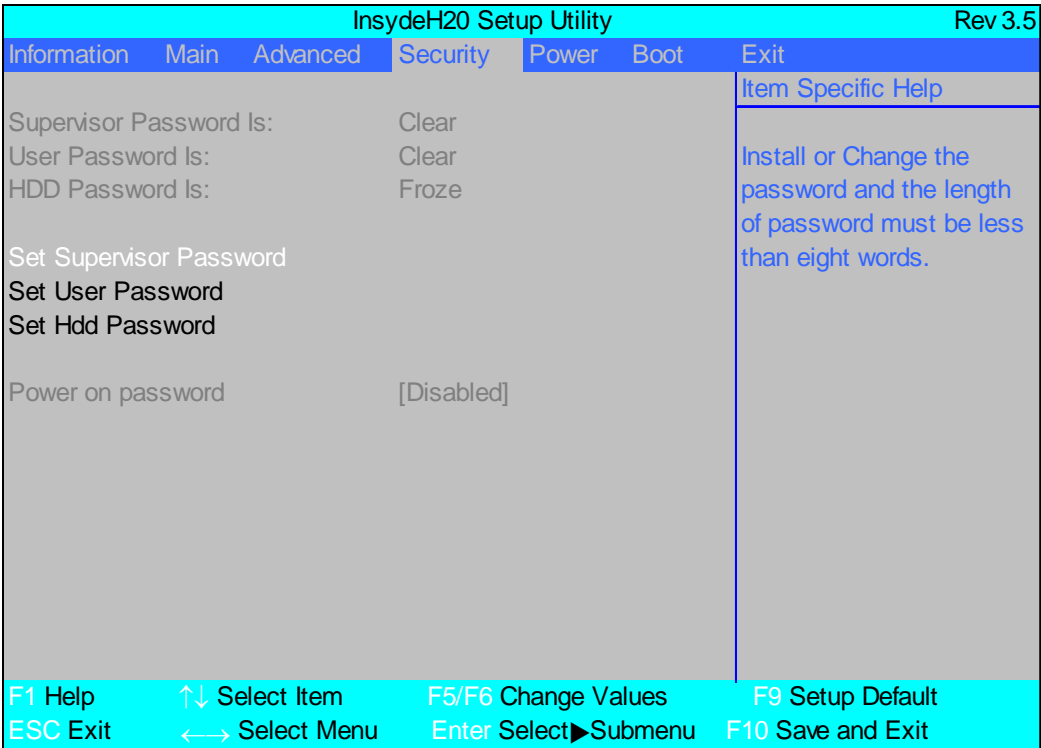 InsydeH20 Setup Utility Rev 3.5
Information Main Advanced Security Power Boot Exit
Item Specific Help
Supervisor Password Is: Clear
User Password Is: Clear
HDD Password Is: Froze
Install or Change the
password and the length
of password must be less
than eight words.
Set Supervisor Password
Set User Password
Set Hdd Password
Power on password [Disabled]
F1 Help ↑↓ Select Item F5/F6 Change Values F9 Setup Default
ESC Exit ←→ Select Menu Enter Select▶Submenu F10 Save and Exit